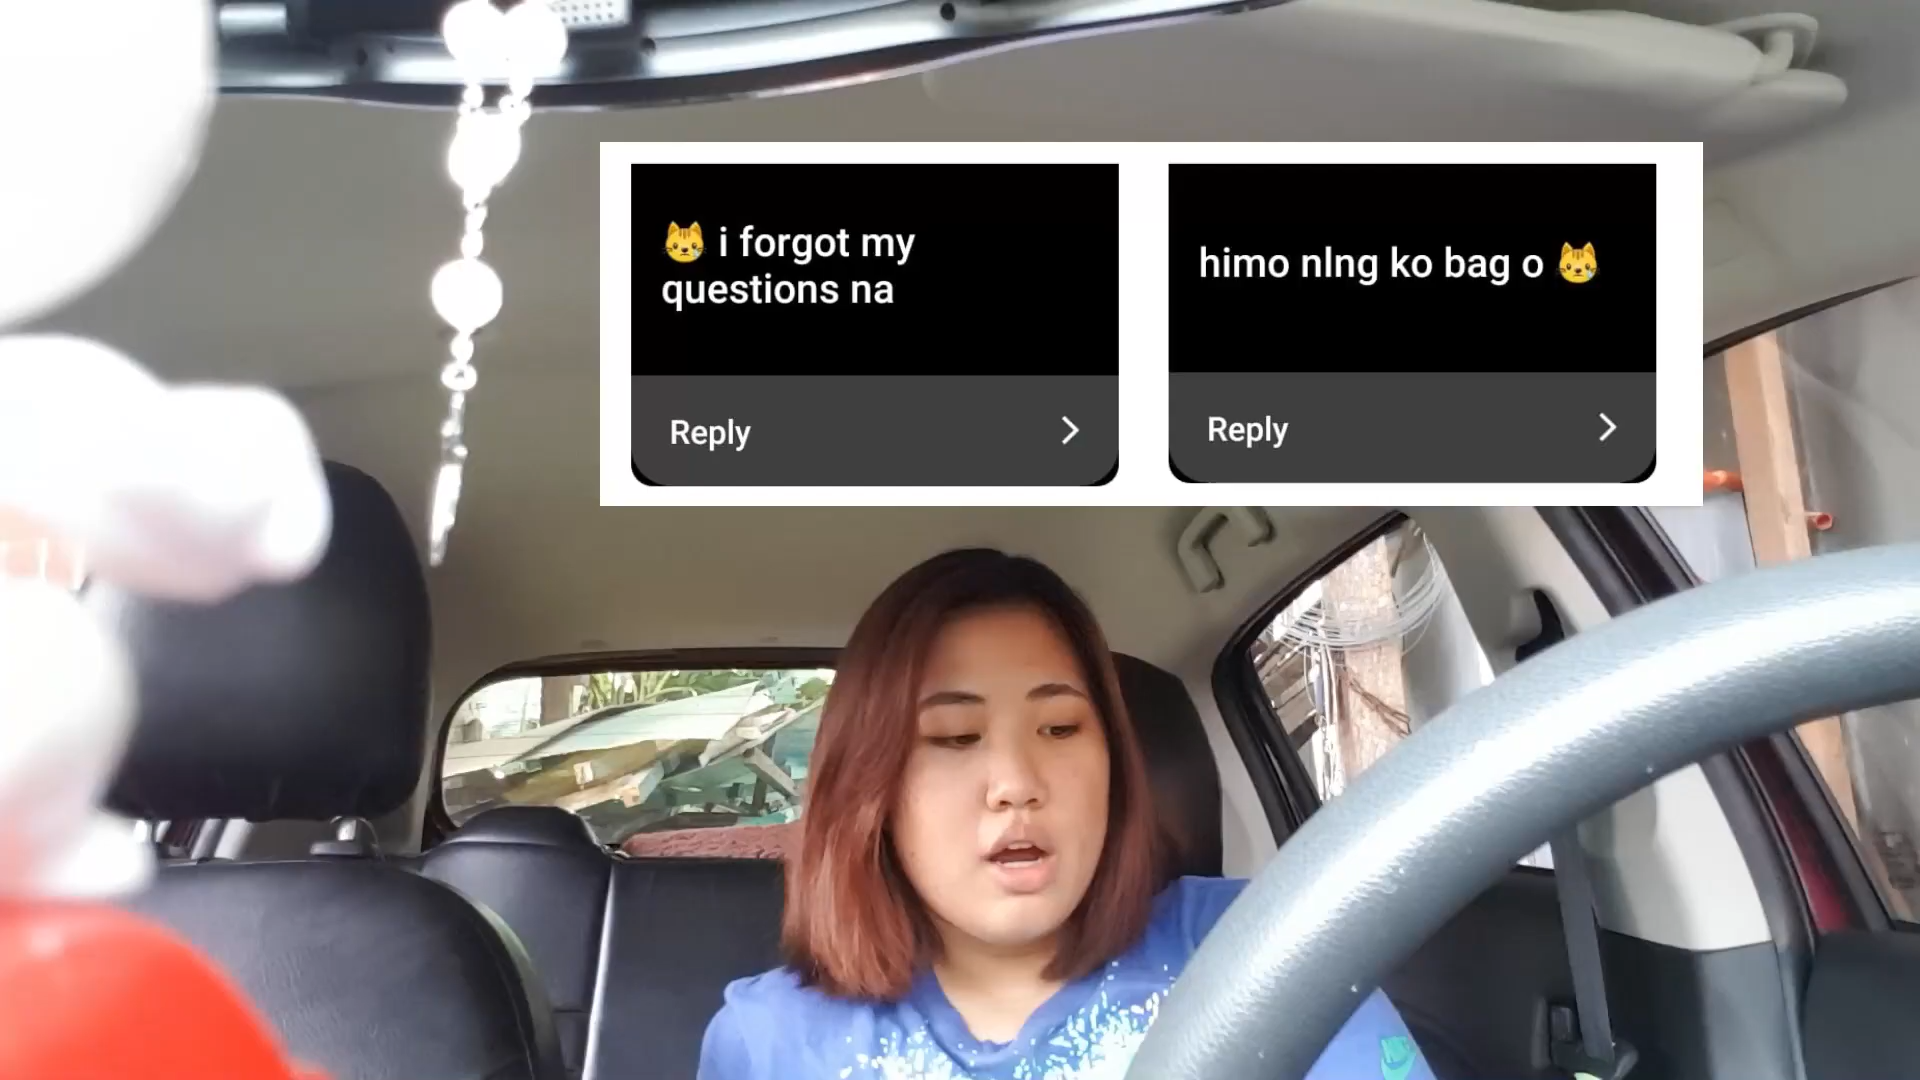 😿 i forgot my
questions na
Reply
himo nlng ko bag o 😿
Reply